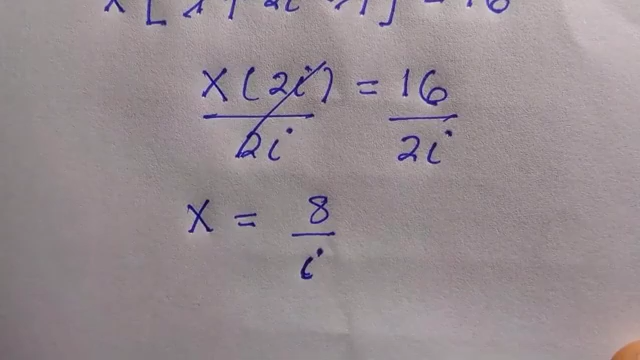 X(2i) = 16
2i 2i
X = 8
i